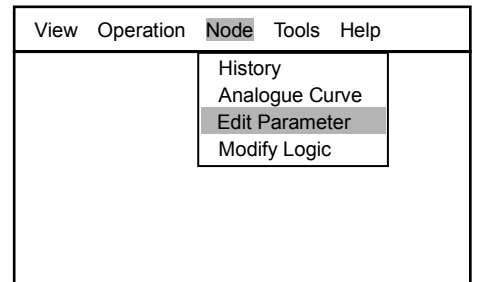 View Operation Node Tools Help
History
Analogue Curve
Edit Parameter
Modify Logic